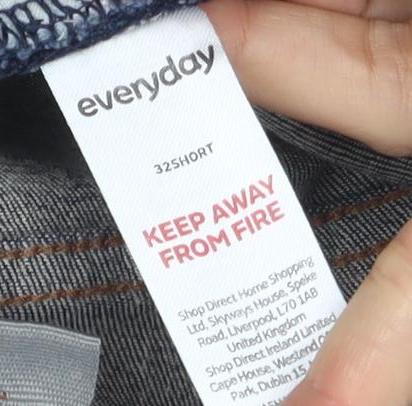 everyday
32SHORT
KEEP AWAY
FROM FIRE
Shop Direct Home Shopping
Ltd, Skyways House, Speke
Road, Liverpool, L70 1AB
United Kingdom
Shop Direct Ireland Limited
Cape House, Westend
Park, Dublin 15